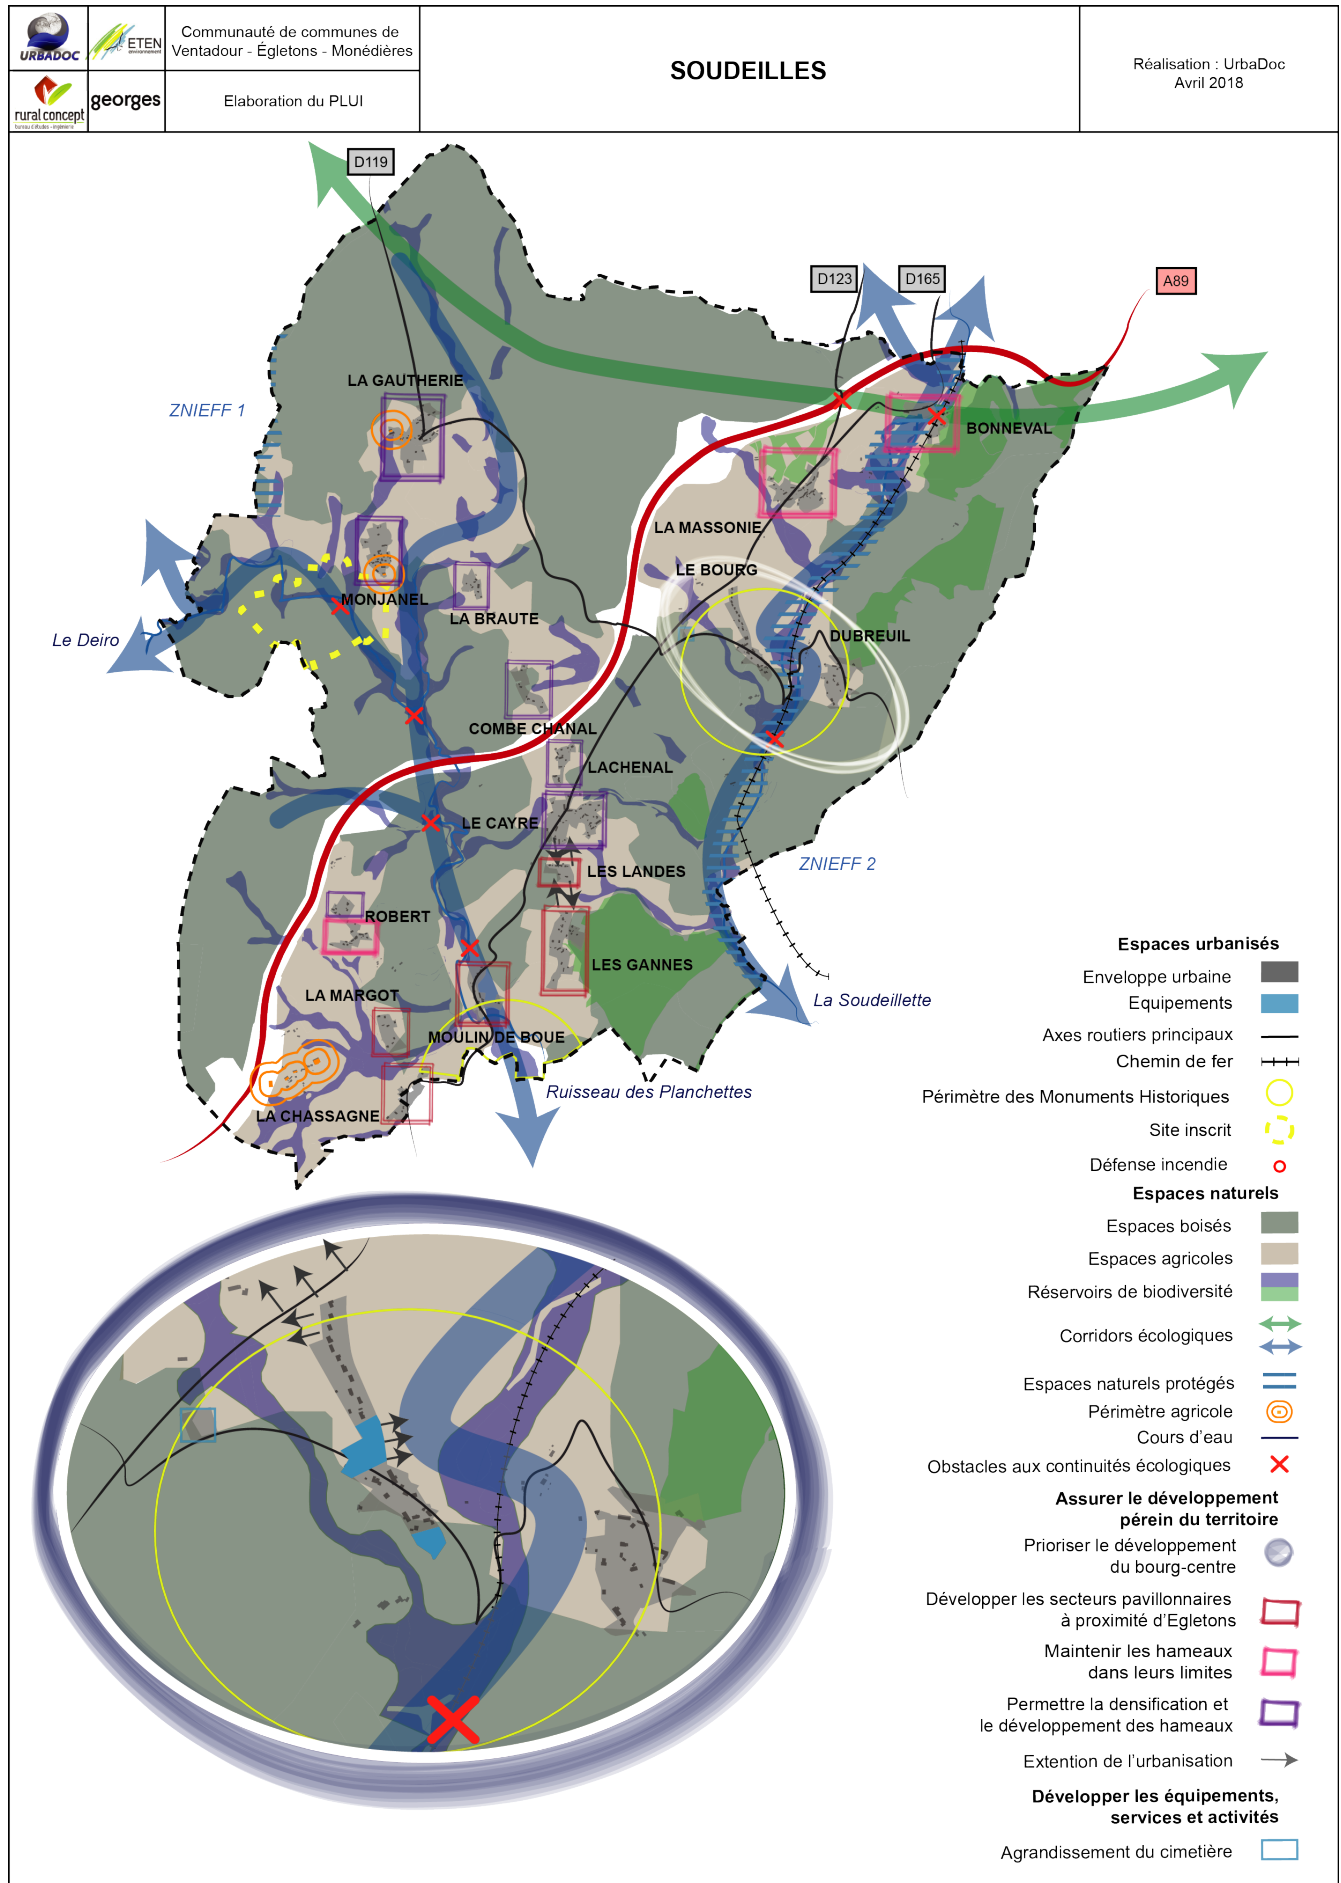 URBADOC
ETEN
environnement
Communauté de communes de
Ventadour - Égletons - Monédières
rural concept
bureau d'études - ingénierie
georges
Elaboration du PLUI
SOUDEILLES
Réalisation : UrbaDoc
Avril 2018
D119
D123
D165
A89
LA GAUTHERIE
ZNIEFF 1
BONNEVAL
LA MASSONIE
LE BOURG
MONJANEL
LA BRAUTE
DUBREUIL
Le Deiro
COMBE CHANAL
LACHENAL
LE CAYRE
ZNIEFF 2
LES LANDES
ROBERT
LES GANNES
LA MARGOT
La Soudeillette
MOULIN DE BOUE
Ruisseau des Planchettes
LA CHASSAGNE
Espaces urbanisés
Enveloppe urbaine
Equipements
Axes routiers principaux
Chemin de fer
Périmètre des Monuments Historiques
Site inscrit
Défense incendie
Espaces naturels
Espaces boisés
Espaces agricoles
Réservoirs de biodiversité
Corridors écologiques
Espaces naturels protégés
Périmètre agricole
Cours d'eau
Obstacles aux continuités écologiques
Assurer le développement
pérein du territoire
Prioriser le développement
du bourg-centre
Développer les secteurs pavillonnaires
à proximité d'Egletons
Maintenir les hameaux
dans leurs limites
Permettre la densification et
le développement des hameaux
Extention de l'urbanisation
Développer les équipements,
services et activités
Agrandissement du cimetière